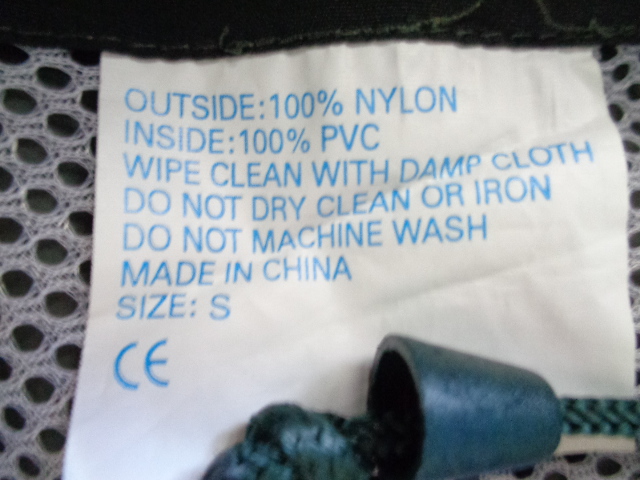 OUTSIDE:100% NYLON
INSIDE:100% PVC
WIPE CLEAN WITH DAMP CLOTH
DO NOT DRY CLEAN OR IRON
DO NOT MACHINE WASH
MADE IN CHINA
SIZE: S
CE